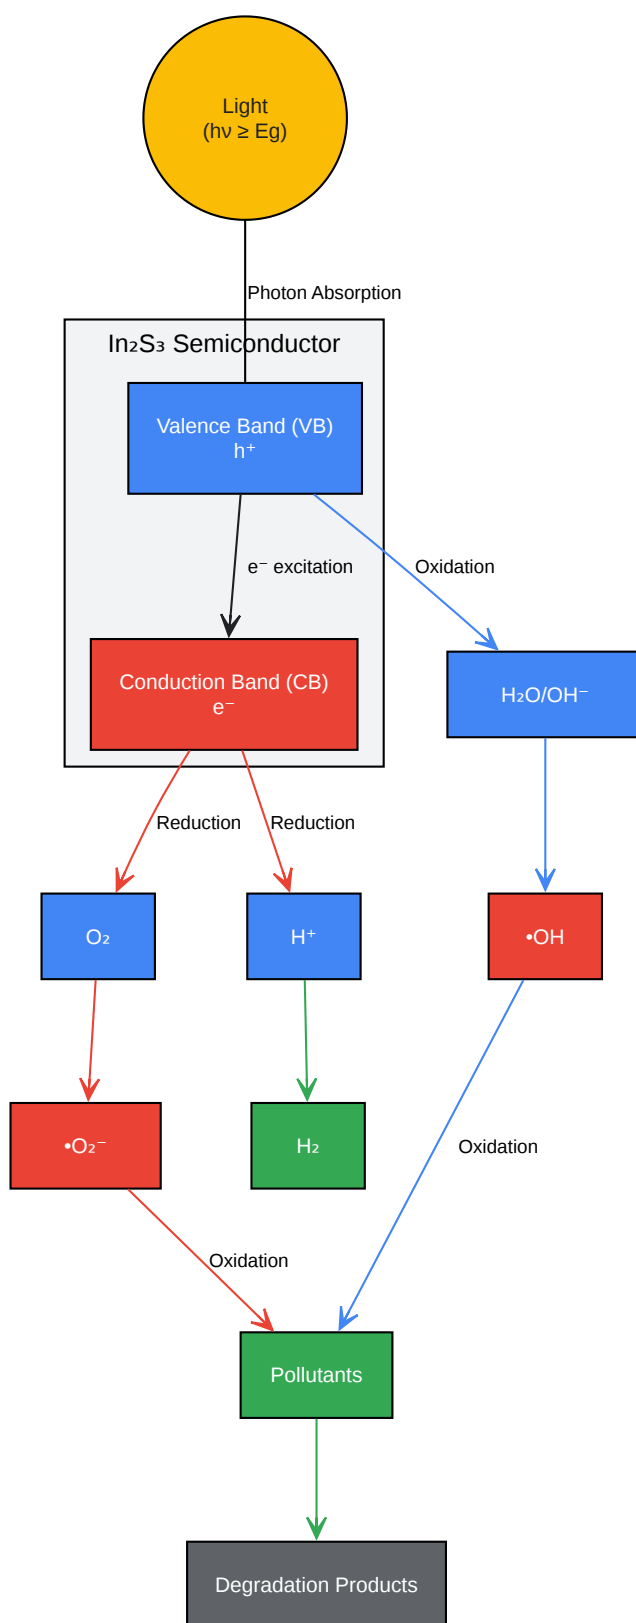 Light
(hν ≥ Eg)
Photon Absorption
In₂S₃ Semiconductor
Valence Band (VB)
h⁺
e⁻ excitation
Oxidation
Conduction Band (CB)
e⁻
H₂O/OH⁻
Reduction
Reduction
O₂
H⁺
•OH
•O₂⁻
H₂
Oxidation
Oxidation
Pollutants
Degradation Products